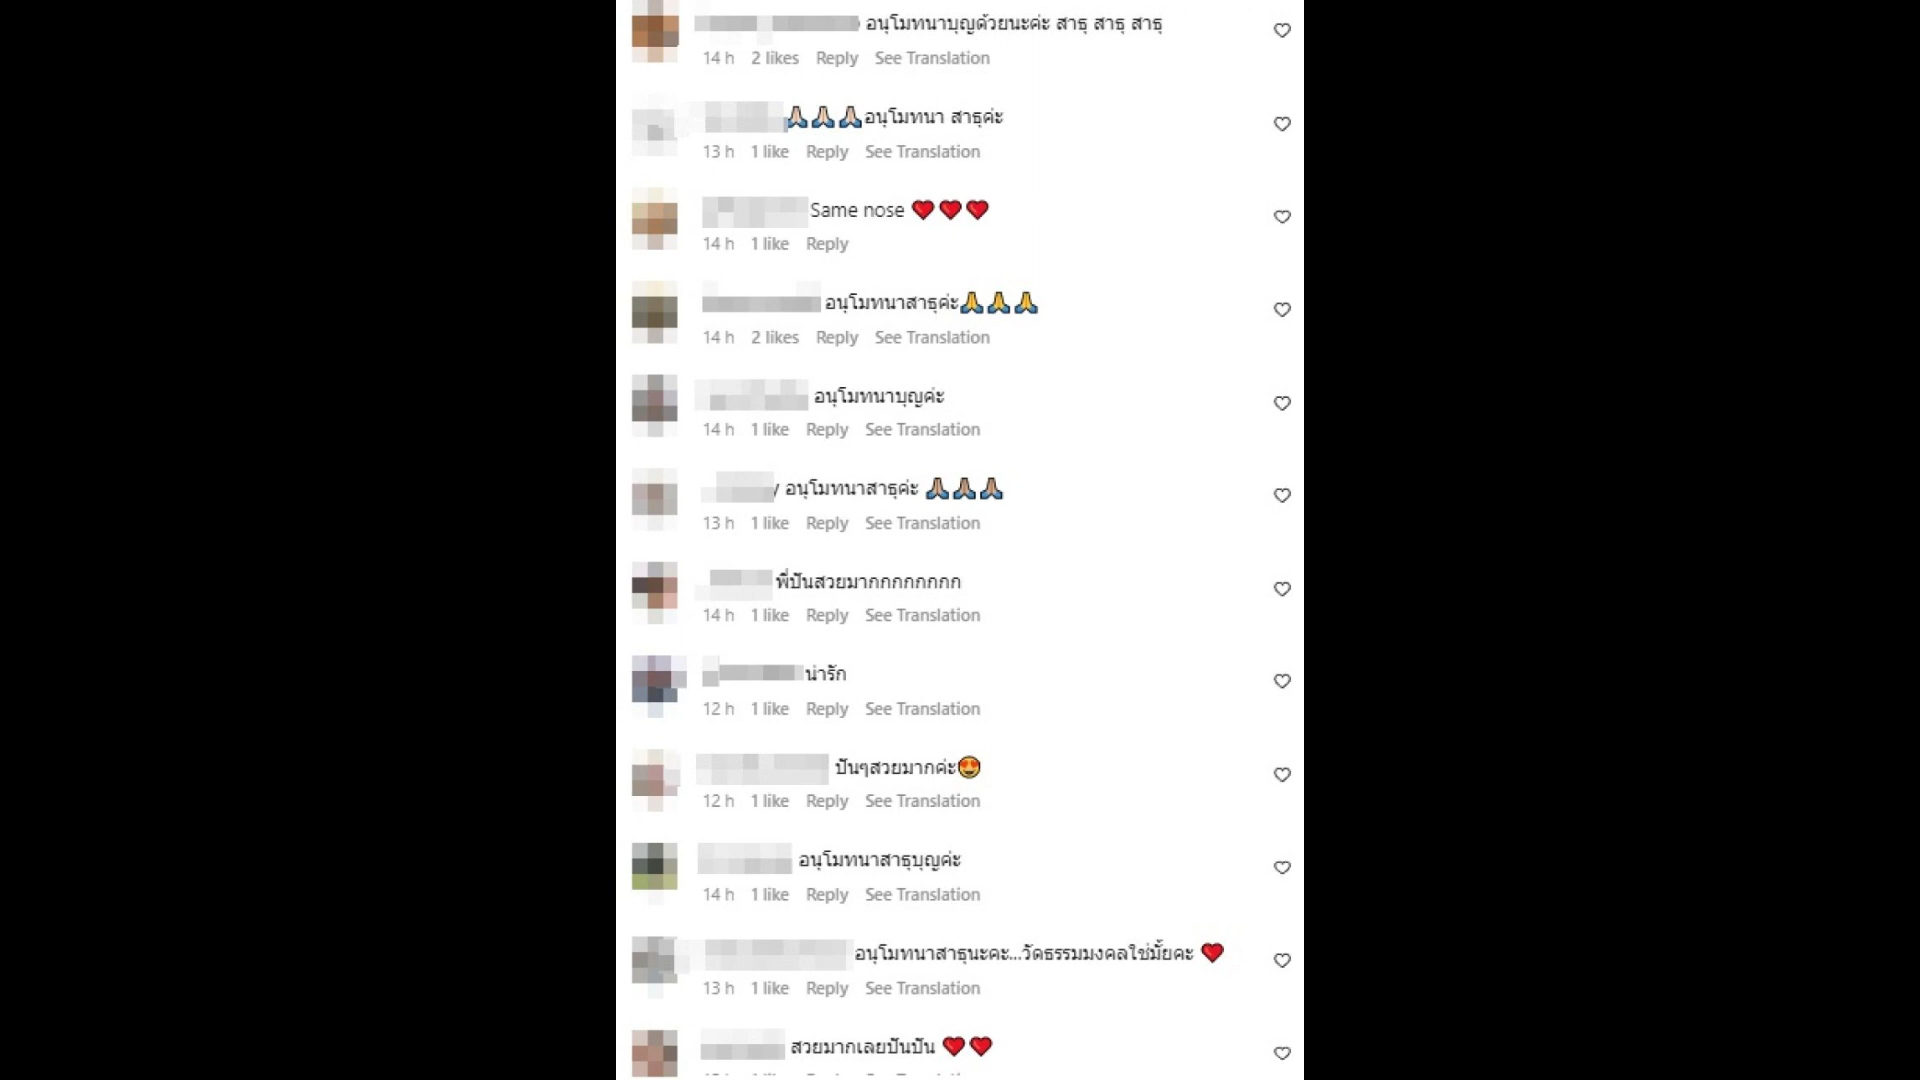 อนุโมทนาบุญด้วยนะค่ะ สาธุ สาธุ สาธุ
14 h 2 likes Reply See Translation
🙏🏻🙏🏻🙏🏻อนุโมทนา สาธุค่ะ
13 h 1 like Reply See Translation
Same nose ❤️❤️❤️
14 h 1 like Reply
อนุโมทนาสาธุค่ะ🙏🙏🙏
14 h 2 likes Reply See Translation
อนุโมทนาบุญค่ะ
14 h 1 like Reply See Translation
อนุโมทนาสาธุค่ะ 🙏🏽🙏🏽🙏🏽
13 h 1 like Reply See Translation
พี่ปันสวยมากกกกกกกกก
14 h 1 like Reply See Translation
น่ารัก
12 h 1 like Reply See Translation
ปันๆสวยมากค่ะ😍
12 h 1 like Reply See Translation
อนุโมทนาสาธุบุญค่ะ
14 h 1 like Reply See Translation
อนุโมทนาสาธุนะคะ...วัดธรรมมงคลใช่มั้ยคะ ❤️
13 h 1 like Reply See Translation
สวยมากเลยปันปัน ❤️❤️